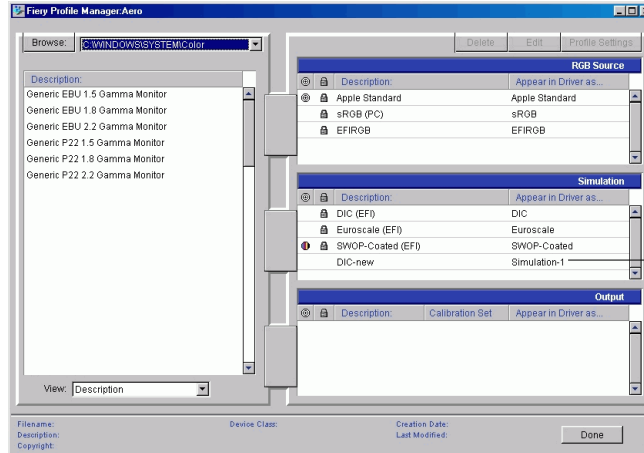 Fiery Profile Manager:Aero
Browse: C:\WINDOWS\SYSTEM\Color
Description:
Generic EBU 1.5 Gamma Monitor
Generic EBU 1.8 Gamma Monitor
Generic EBU 2.2 Gamma Monitor
Generic P22 1.5 Gamma Monitor
Generic P22 1.8 Gamma Monitor
Generic P22 2.2 Gamma Monitor
View: Description
Delete Edit Profile Settings
RGB Source
Description: Appear in Driver as...
Apple Standard Apple Standard
sRGB (PC) sRGB
EFIRGB EFIRGB
Simulation
Description: Appear in Driver as...
DIC (EFI) DIC
Euroscale (EFI) Euroscale
SWOP-Coated (EFI) SWOP-Coated
DIC-new Simulation-1
Output
Description: Calibration Set Appear in Driver as...
Filename: Device Class: Creation Date:
Description: Last Modified:
Copyright:
Done